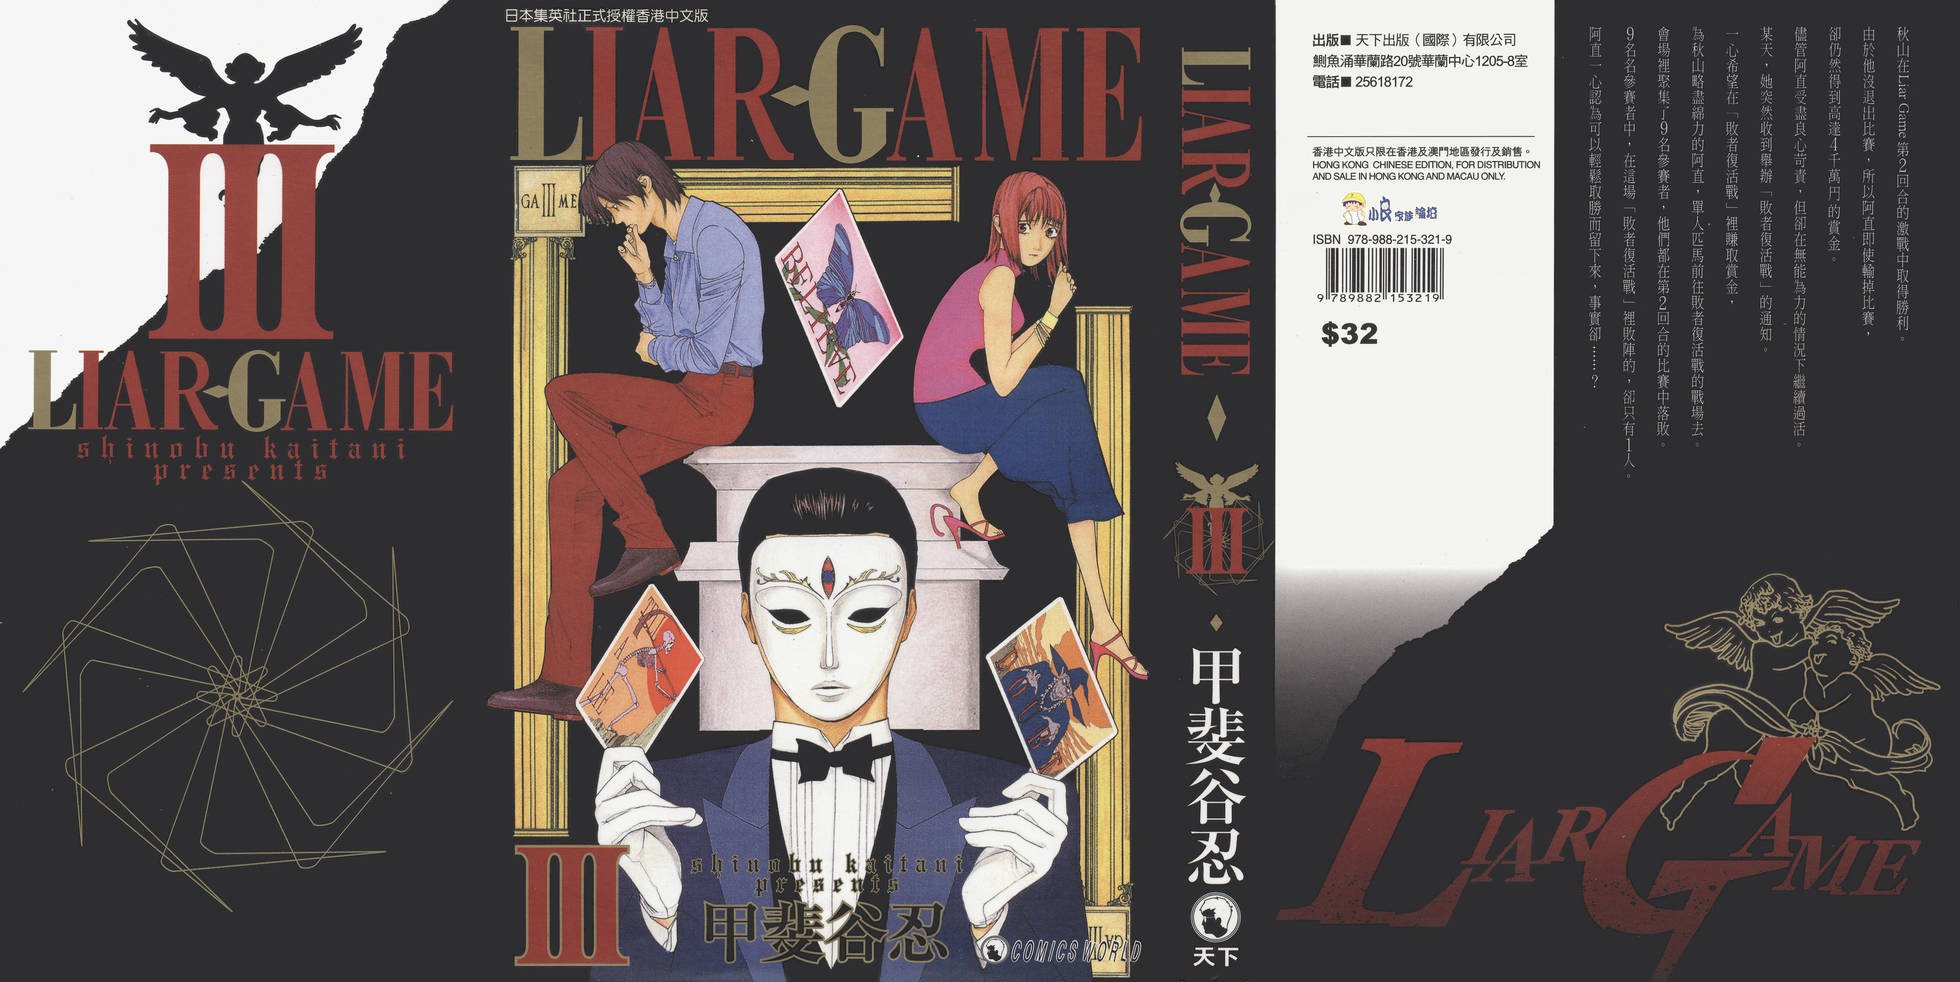 III
LIAR GAME
shinobu kaitani
presents
日本集英社正式授權香港中文版
LIAR GAME
GA III ME
BELIEVE
III
shinobu kaitani
presents
甲斐谷忍
COMICS WORLD
LIAR GAME
III
甲斐谷忍
天下
出版■ 天下出版（國際）有限公司
鰂魚涌華蘭路20號華蘭中心1205-8室
電話■ 25618172
香港中文版只限在香港及澳門地區發行及銷售。
HONG KONG CHINESE EDITION, FOR DISTRIBUTION
AND SALE IN HONG KONG AND MACAU ONLY.
ISBN 978-988-215-321-9
9 789882 153219
$32
秋山在Liar Game第2回合的激戰中取得勝利。
由於他沒退出比賽，所以阿直即使輸掉比賽，
卻仍然得到高達4千萬円的賞金。
儘管阿直受盡良心苛責，但卻在無能為力的情況下繼續過活。
某天，她突然收到舉辦「敗者復活戰」的通知。
一心希望在「敗者復活戰」裡賺取賞金，
為秋山略盡綿力的阿直，單人匹馬前往敗者復活戰的戰場去。
會場裡聚集了9名參賽者，他們都在第2回合的比賽中落敗。
9名名參賽者中，在這場「敗者復活戰」裡敗陣的，卻只有1人。
阿直一心認為可以輕鬆取勝而留下來，事實卻……？
LIAR GAME